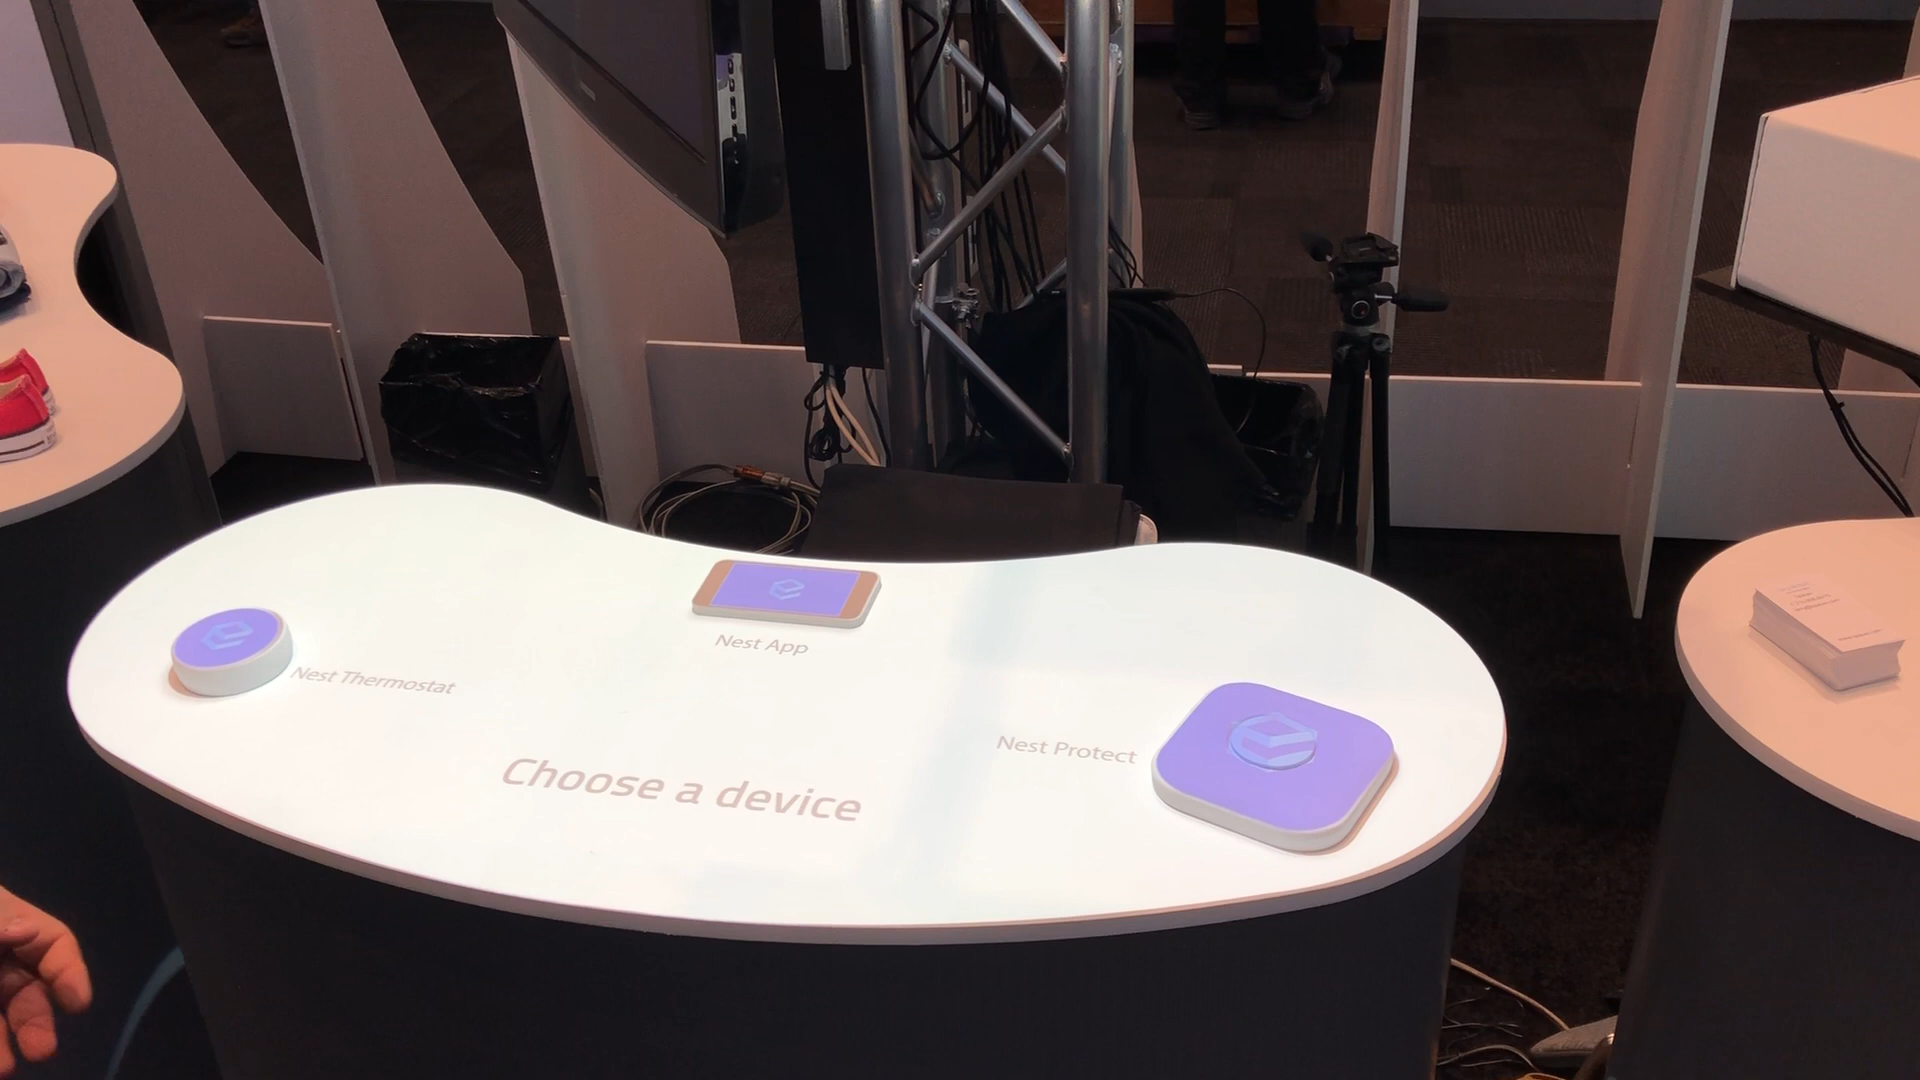 Nest App
Nest Thermostat
Nest Protect
Choose a device